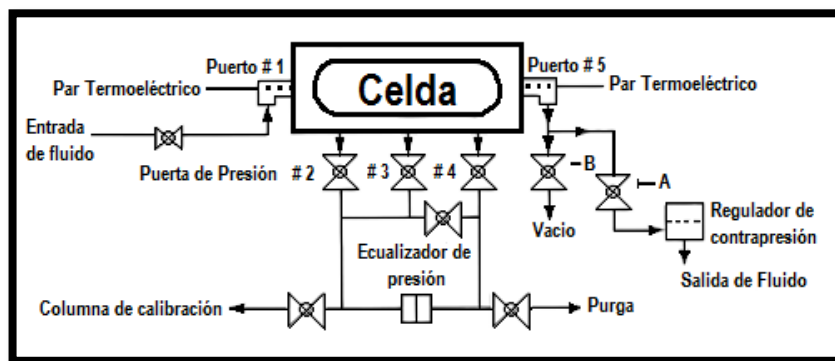 Puerto # 1
Celda
Puerto # 5
Par Termoeléctrico
Par Termoeléctrico
Entrada
de fluido
Puerta de Presión # 2 # 3 # 4
B
A
Vacio
Regulador de
contrapresión
Ecualizador de
presión
Salida de Fluido
Columna de calibración
Purga